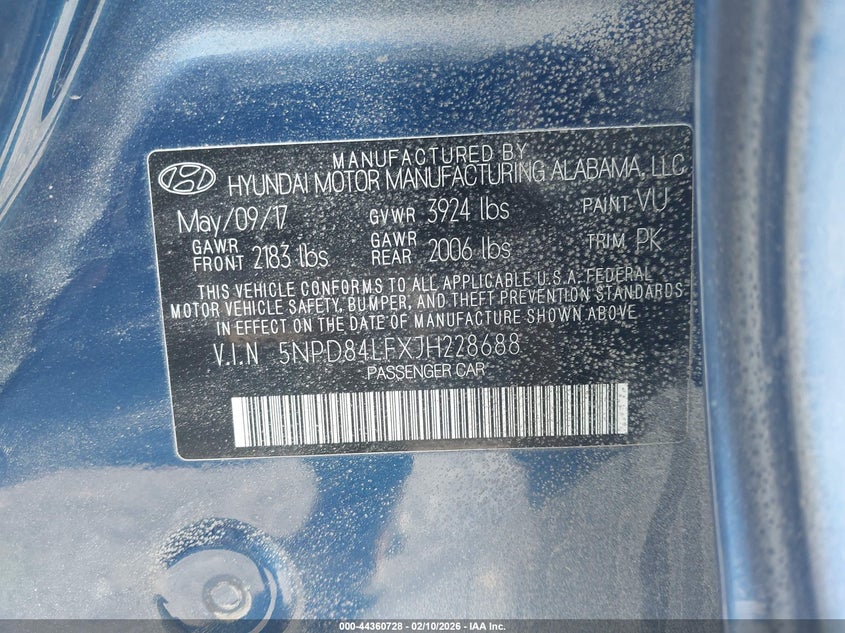 MANUFACTURED BY
HYUNDAI MOTOR MANUFACTURING ALABAMA, LLC
May/09/17 GVWR 3924 lbs PAINT VU
GAWR FRONT 2183 lbs GAWR REAR 2006 lbs TRIM PK
THIS VEHICLE CONFORMS TO ALL APPLICABLE U.S.A. FEDERAL
MOTOR VEHICLE SAFETY, BUMPER, AND THEFT PREVENTION STANDARDS
IN EFFECT ON THE DATE OF MANUFACTURE SHOWN ABOVE.
V.I.N 5NPD84LFXJH228688
PASSENGER CAR
000-44360728 - 02/10/2026 - IAA Inc.